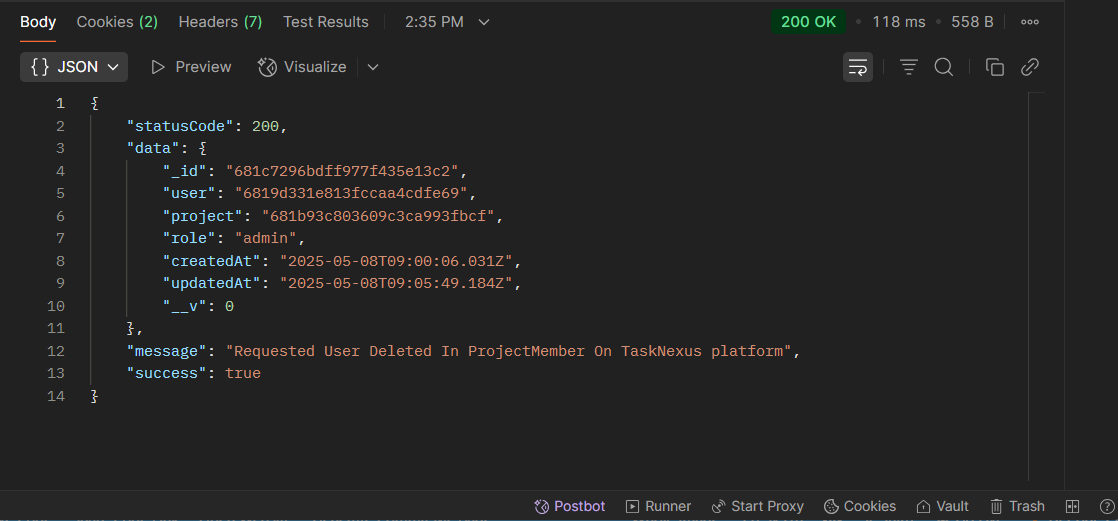 Body Cookies (2) Headers (7) Test Results 2:35 PM 200 OK • 118 ms • 558 B
{} JSON Preview Visualize
1 {
2 "statusCode": 200,
3 "data": {
4 "_id": "681c7296bdff977f435e13c2",
5 "user": "6819d331e813fccaa4cdfe69",
6 "project": "681b93c803609c3ca993fbcf",
7 "role": "admin",
8 "createdAt": "2025-05-08T09:00:06.031Z",
9 "updatedAt": "2025-05-08T09:05:49.184Z",
10 "__v": 0
11 },
12 "message": "Requested User Deleted In ProjectMember On TaskNexus platform",
13 "success": true
14 }
Postbot Runner Start Proxy Cookies Vault Trash